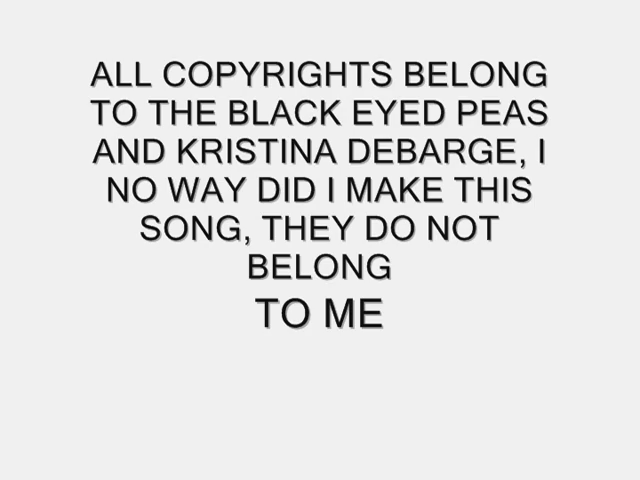 ALL COPYRIGHTS BELONG
TO THE BLACK EYED PEAS
AND KRISTINA DEBARGE, I
NO WAY DID I MAKE THIS
SONG, THEY DO NOT
BELONG
TO ME